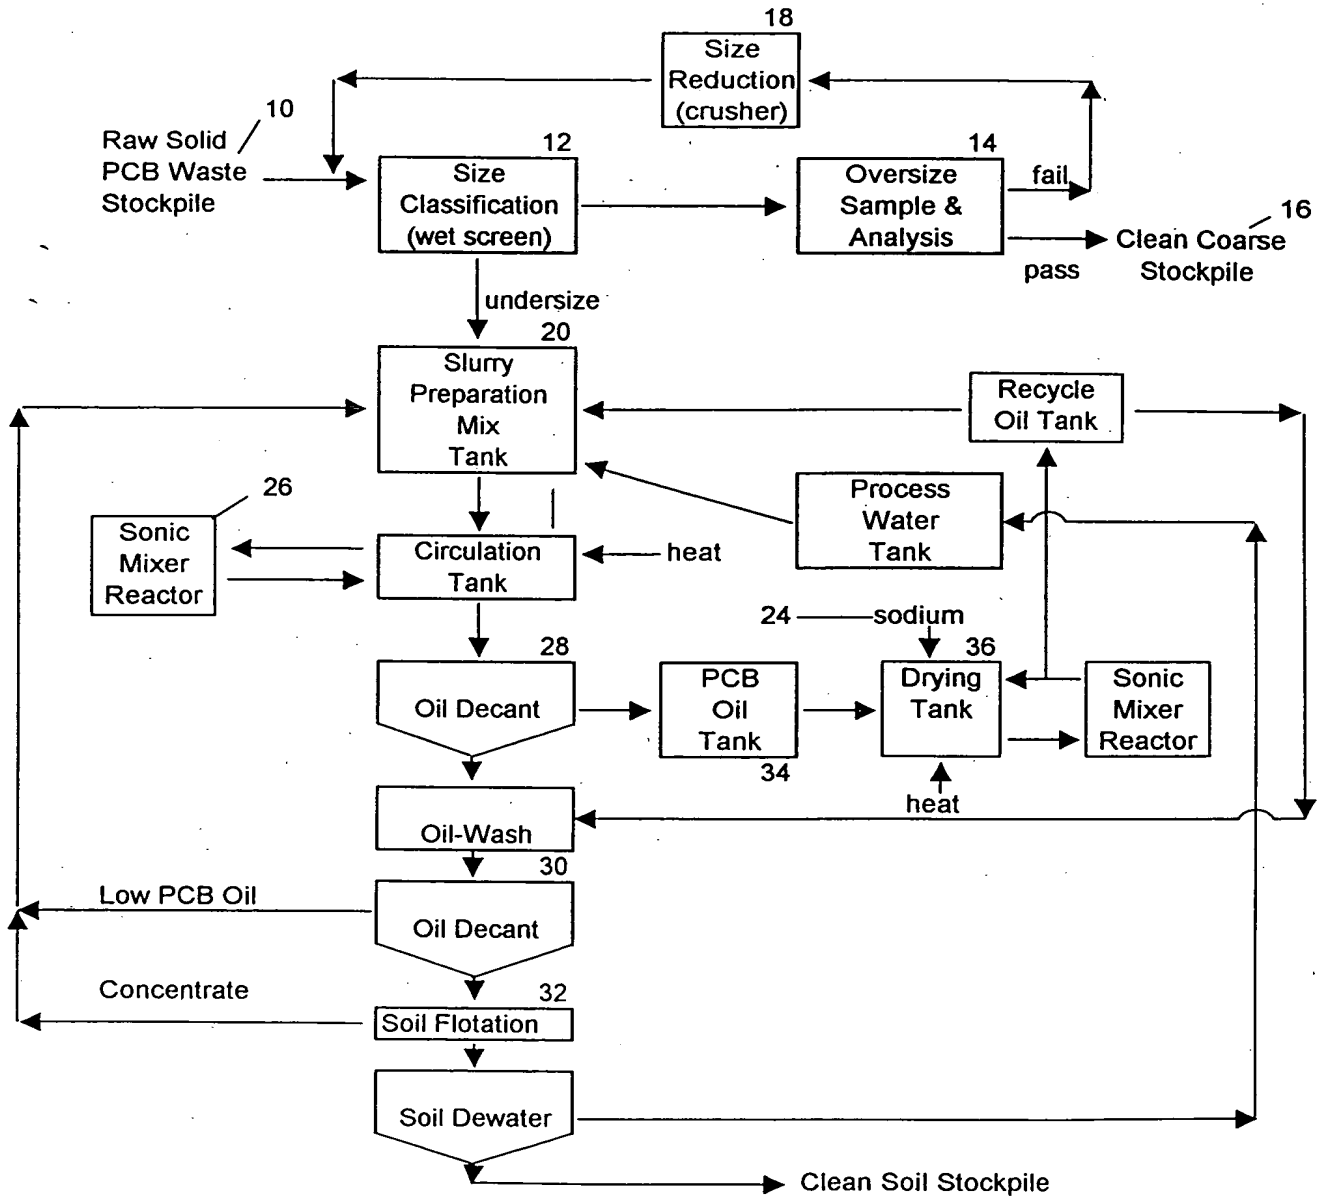 18
Size
Reduction
(crusher)
10
Raw Solid
PCB Waste
Stockpile
12
Size
Classification
(wet screen)
14
Oversize
Sample &
Analysis
fail
pass
16
Clean Coarse
Stockpile
undersize
20
Slurry
Preparation
Mix
Tank
Recycle
Oil Tank
Process
Water
Tank
26
Sonic
Mixer
Reactor
Circulation
Tank
heat
24
sodium
28
Oil Decant
PCB
Oil
Tank
34
36
Drying
Tank
heat
Sonic
Mixer
Reactor
Oil-Wash
30
Low PCB Oil
Oil Decant
Concentrate
32
Soil Flotation
Soil Dewater
Clean Soil Stockpile